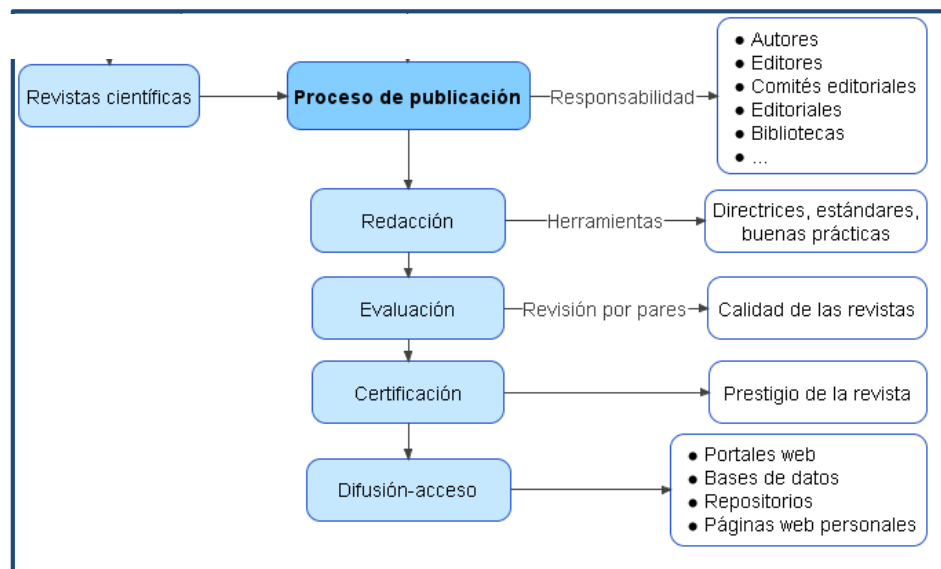 Revistas científicas
Proceso de publicación
Responsabilidad
● Autores
● Editores
● Comités editoriales
● Editoriales
● Bibliotecas
● ...
Redacción
Herramientas
Directrices, estándares,
buenas prácticas
Evaluación
Revisión por pares
Calidad de las revistas
Certificación
Prestigio de la revista
Difusión-acceso
● Portales web
● Bases de datos
● Repositorios
● Páginas web personales